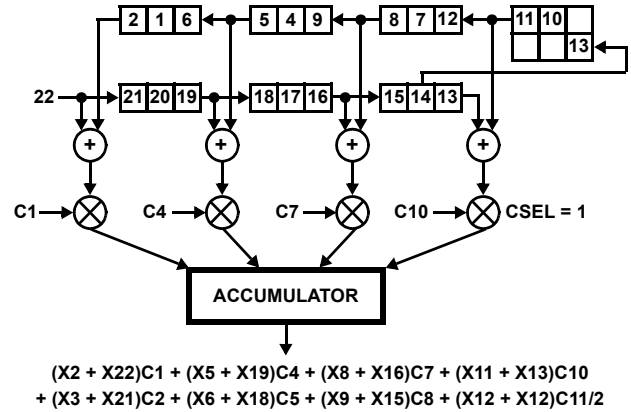 2 1 6 5 4 9 8 7 12 11 10
13
22 21 20 19 18 17 16 15 14 13
+ + + +
C1 C4 C7 C10 CSEL = 1
ACCUMULATOR
(X2 + X22)C1 + (X5 + X19)C4 + (X8 + X16)C7 + (X11 + X13)C10
+ (X3 + X21)C2 + (X6 + X18)C5 + (X9 + X15)C8 + (X12 + X12)C11/2